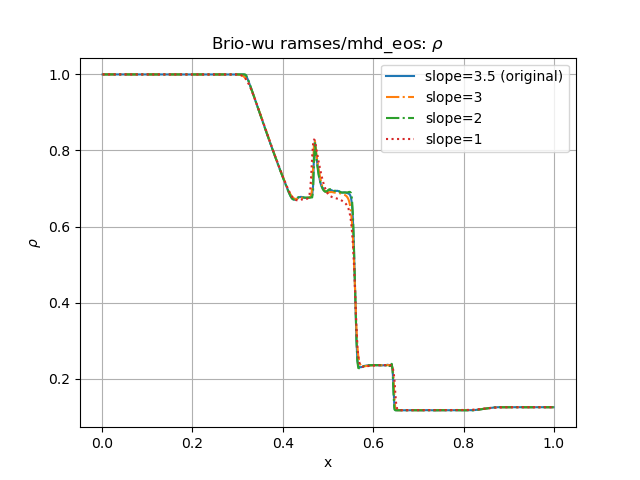 Brio-wu ramses/mhd_eos: ρ
slope=3.5 (original)
slope=3
slope=2
slope=1
1.0
0.8
0.6
0.4
0.2
ρ
0.0
0.2
0.4
0.6
0.8
1.0
x